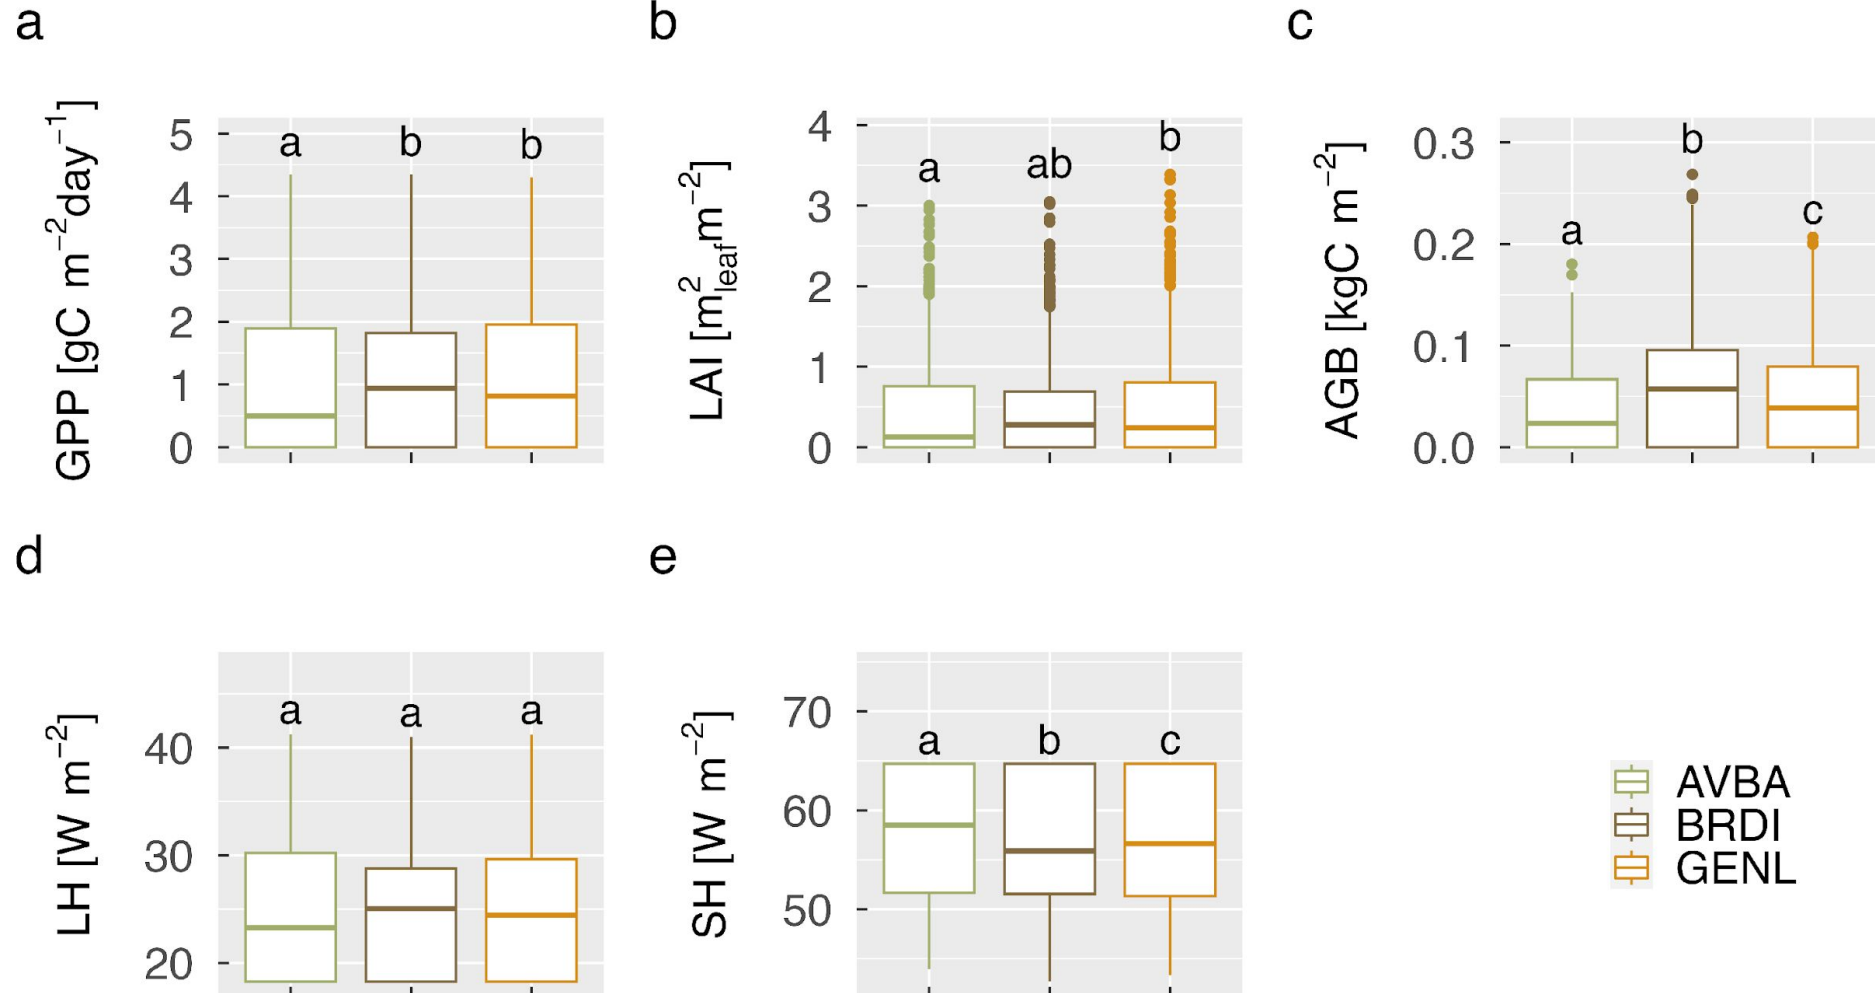 a
GPP [gC m⁻²day⁻¹]
5
4
3
2
1
0
a b b
b
LAI [m²leafm⁻²]
4
3
2
1
0
a ab b
c
AGB [kgC m⁻²]
0.3
0.2
0.1
0.0
a b c
d
LH [W m⁻²]
40
30
20
a a a
e
SH [W m⁻²]
70
60
50
a b c
AVBA
BRDI
GENL